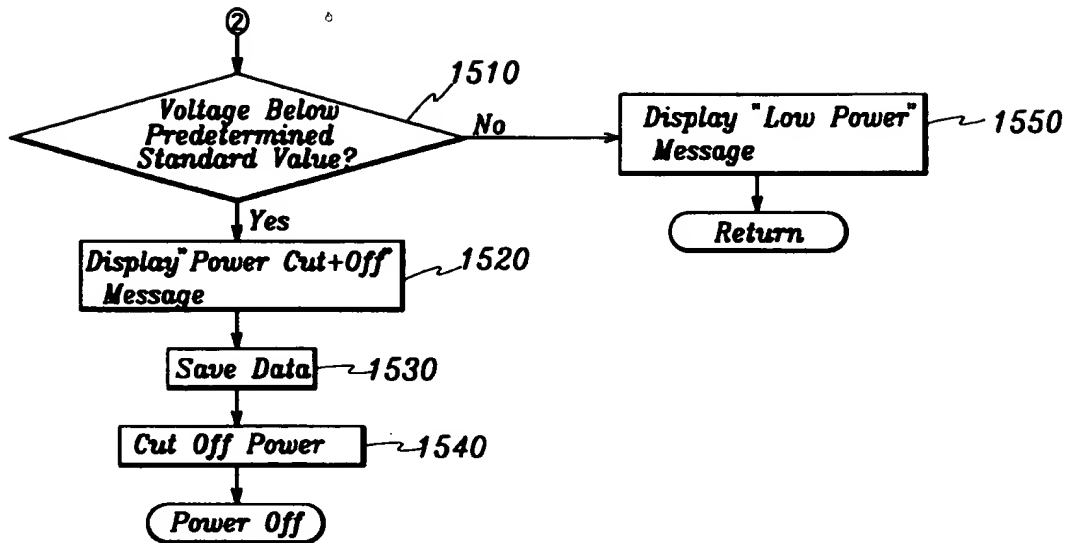 2
1510
Voltage Below
Predetermined
Standard Value?
No
Display "Low Power"
Message
1550
Return
Yes
Display"Power Cut+Off"
Message
1520
Save Data
1530
Cut Off Power
1540
Power Off